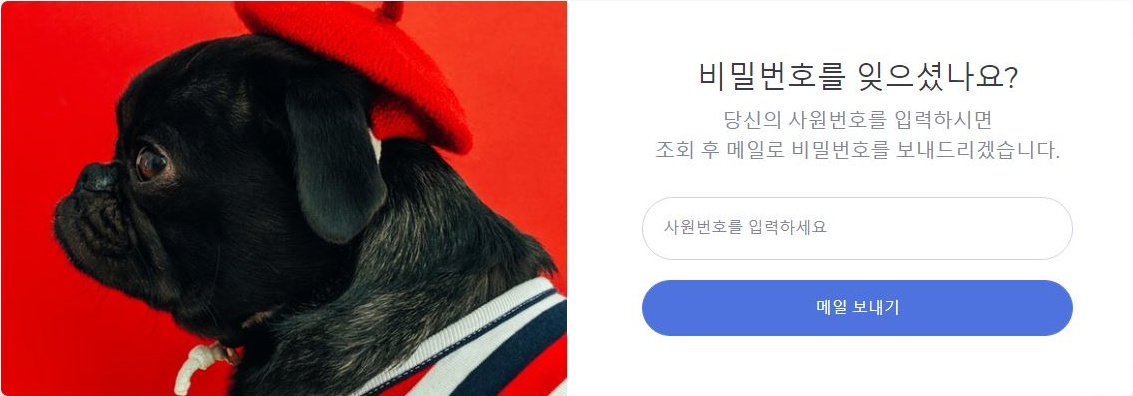 비밀번호를 잊으셨나요?
당신의 사원번호를 입력하시면
조회 후 메일로 비밀번호를 보내드리겠습니다.
사원번호를 입력하세요
메일 보내기